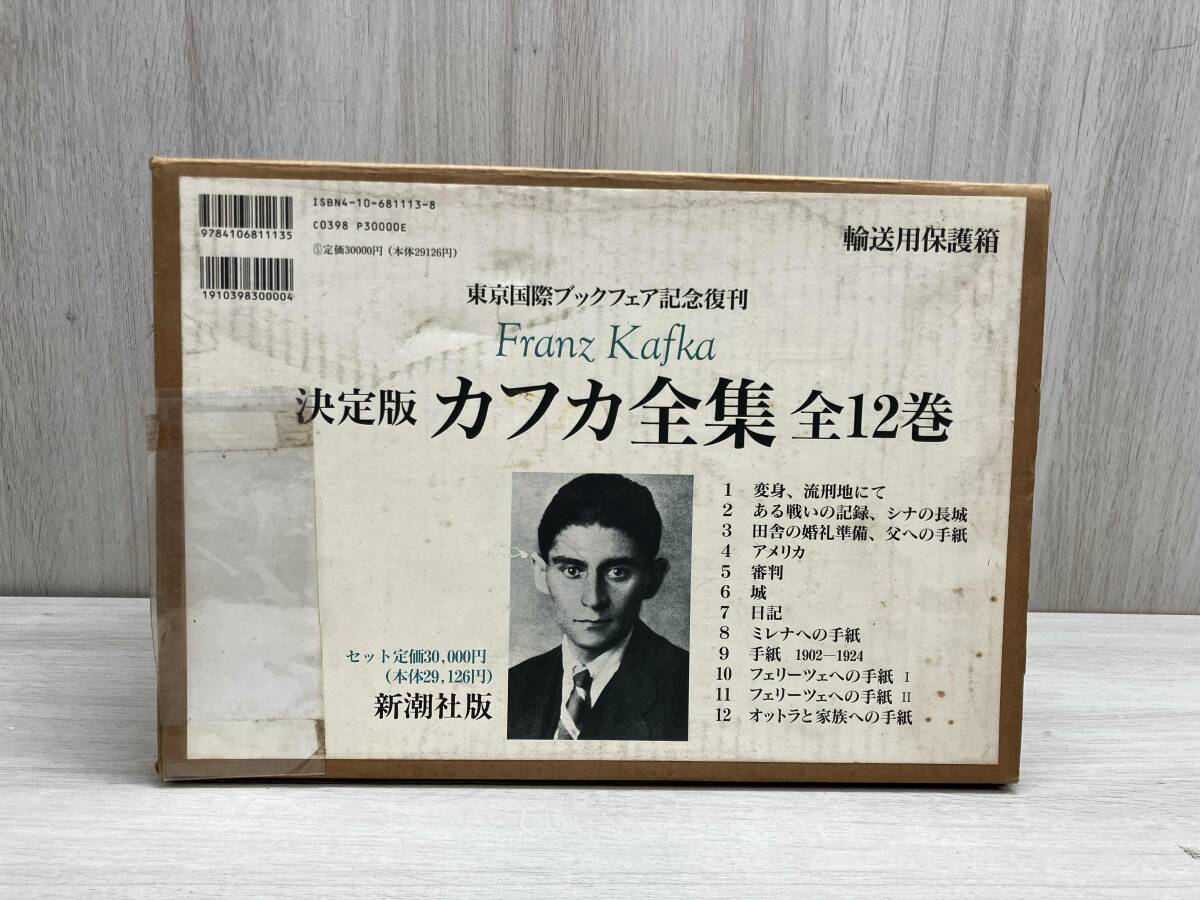 ISBN4-10-681113-8
C0398 P30000E
9784106811135
Ⓢ定価30000円（本体29126円）
1910398300004
輸送用保護箱
東京国際ブックフェア記念復刊
Franz Kafka
決定版 カフカ全集 全12巻
1 変身、流刑地にて
2 ある戦いの記録、シナの長城
3 田舎の婚礼準備、父への手紙
4 アメリカ
5 審判
6 城
7 日記
8 ミレナへの手紙
9 手紙 1902―1924
10 フェリーツェへの手紙 I
11 フェリーツェへの手紙 II
12 オットラと家族への手紙
セット定価30,000円
（本体29,126円）
新潮社版